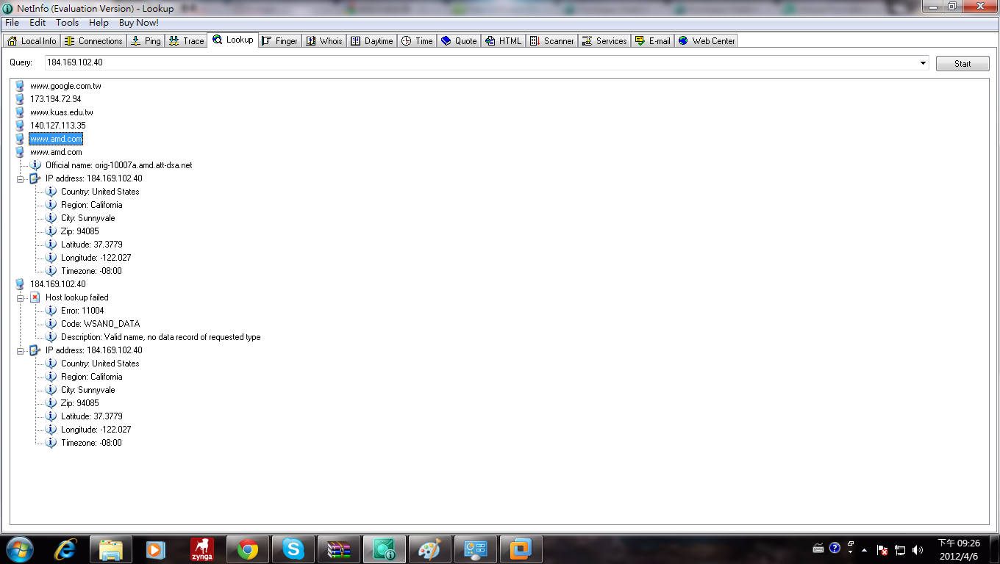 NetInfo (Evaluation Version) - Lookup
File Edit Tools Help Buy Now!
Local Info Connections Ping Trace Lookup Finger Whois Daytime Time Quote HTML Scanner Services E-mail Web Center
Query: 184.169.102.40 Start
www.google.com.tw
173.194.72.94
www.kuas.edu.tw
140.127.113.35
www.amd.com
www.amd.com
Official name: orig-10007a.amd.att-dsa.net
IP address: 184.169.102.40
Country: United States
Region: California
City: Sunnyvale
Zip: 94085
Latitude: 37.3779
Longitude: -122.027
Timezone: -08:00
184.169.102.40
Host lookup failed
Error: 11004
Code: WSANO_DATA
Description: Valid name, no data record of requested type
IP address: 184.169.102.40
Country: United States
Region: California
City: Sunnyvale
Zip: 94085
Latitude: 37.3779
Longitude: -122.027
Timezone: -08:00
zynga
下午 09:26
2012/4/6